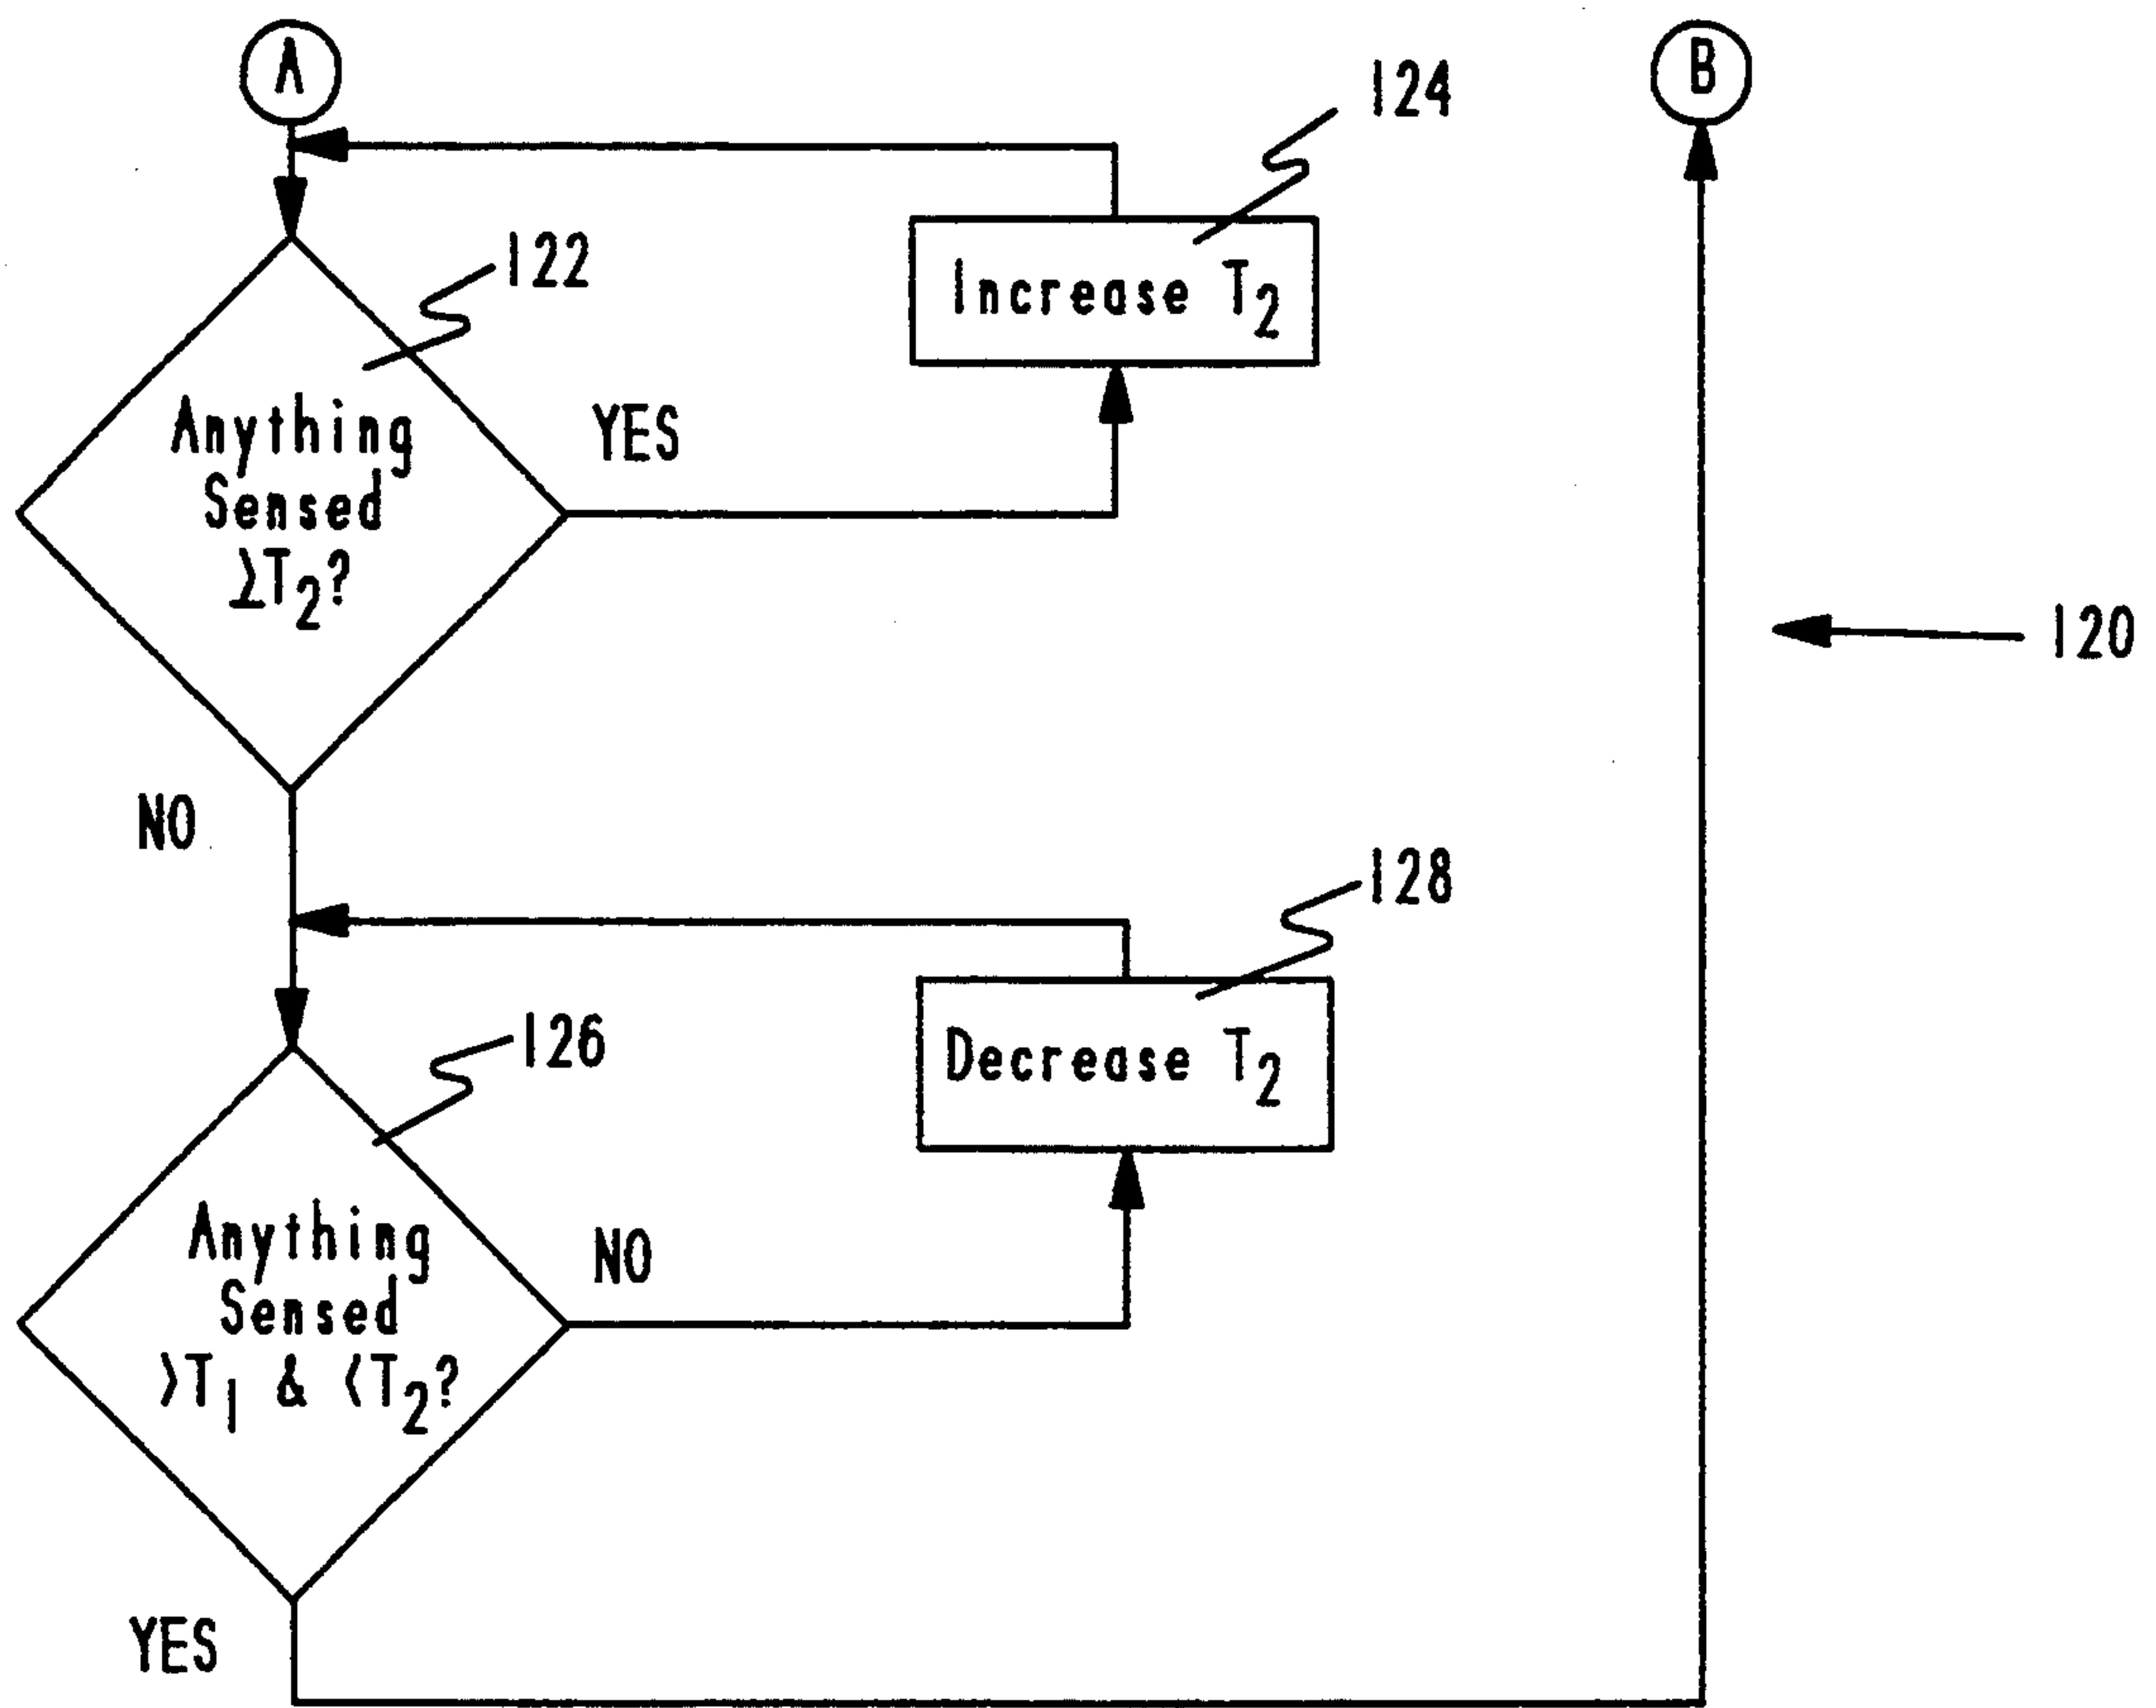 A
B
124
Increase T2
122
Anything
Sensed
≥T2?
YES
120
NO
128
Decrease T2
126
Anything
Sensed
>T1 & <T2?
NO
YES